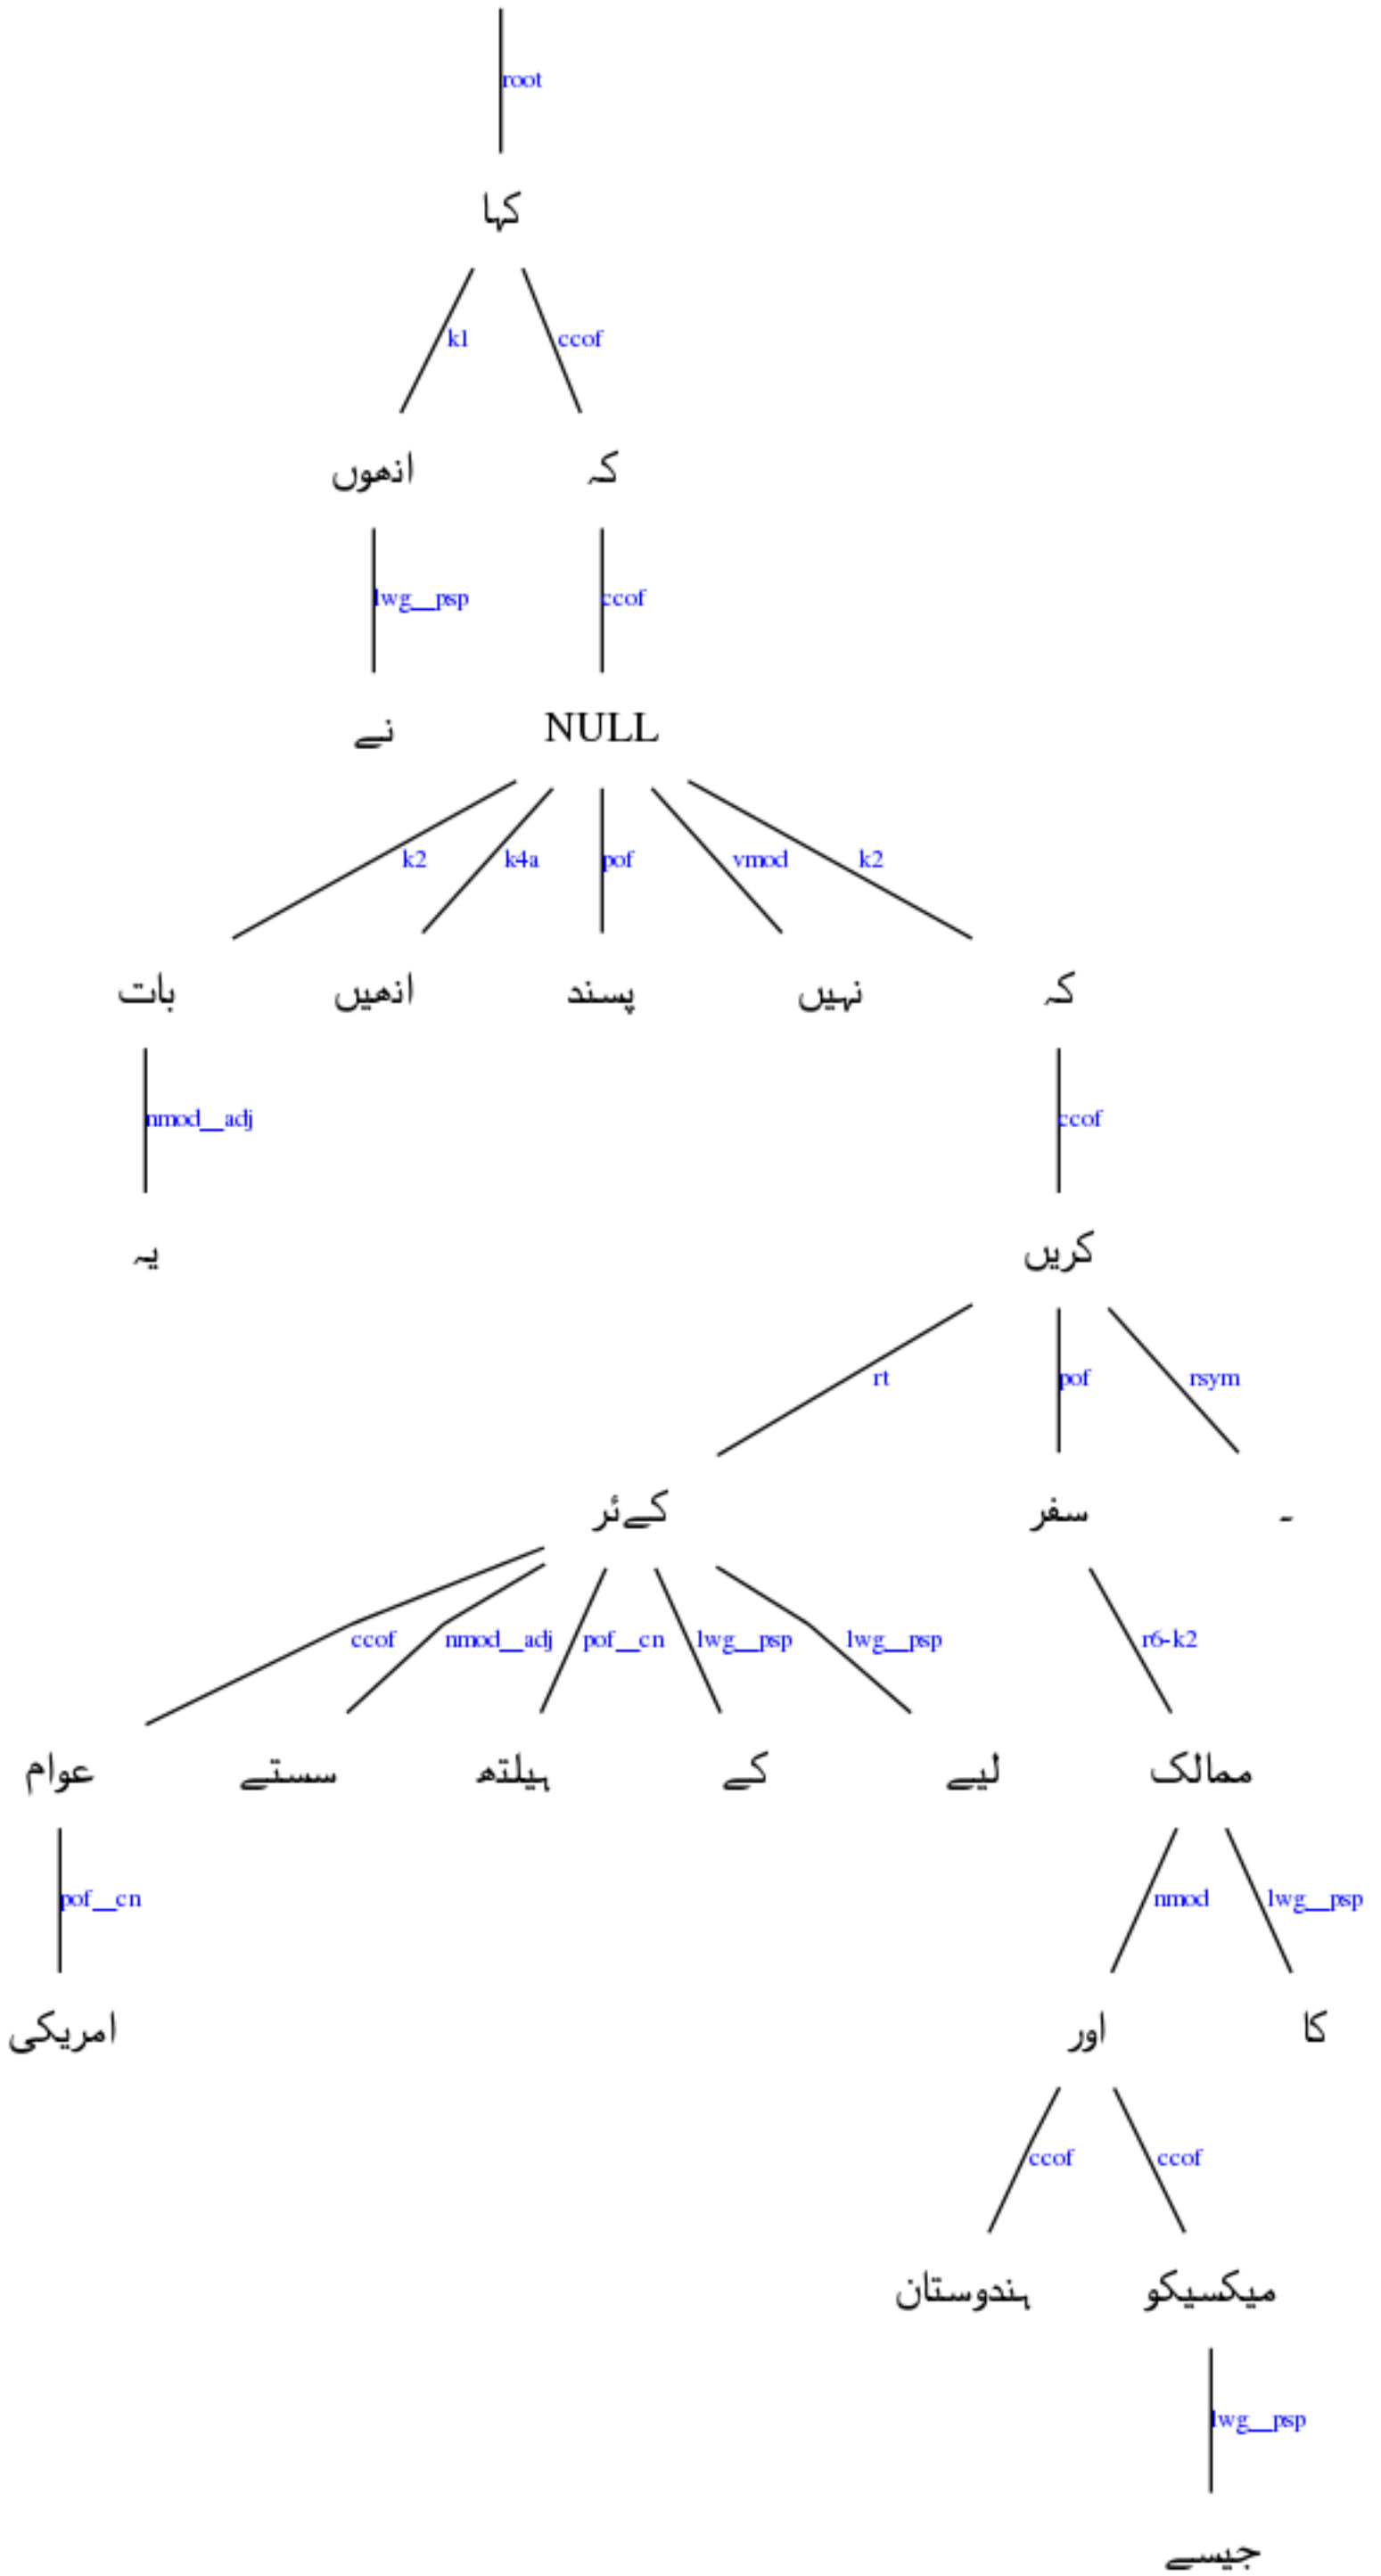 root
کہا
k1 ccof
انھوں کہ
lwg__psp ccof
نے NULL
k2 k4a pof vmod k2
بات انھیں پسند نہیں کہ
nmod__adj ccof
یہ کریں
rt pof rsym
کےئر سفر ۔
ccof nmod__adj pof__cn lwg__psp lwg__psp r6-k2
عوام سستے ہیلتھ کے لیے ممالک
pof__cn nmod lwg__psp
امریکی اور کا
ccof ccof
ہندوستان میکسیکو
lwg__psp
جیسے